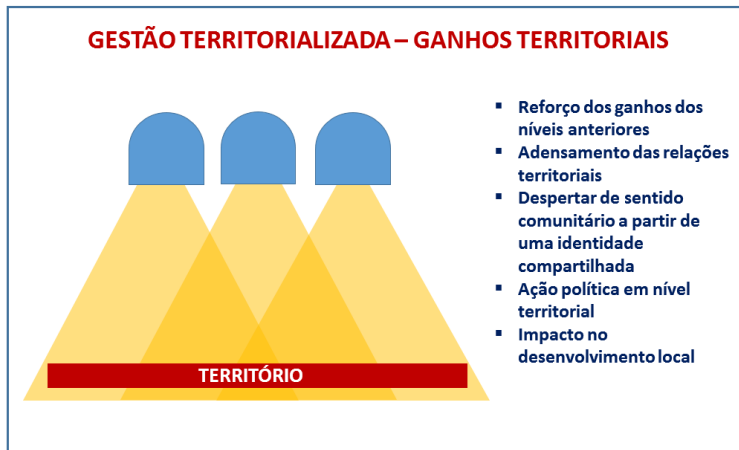 GESTÃO TERRITORIALIZADA – GANHOS TERRITORIAIS
▪ Reforço dos ganhos dos
níveis anteriores
▪ Adensamento das relações
territoriais
▪ Despertar de sentido
comunitário a partir de
uma identidade
compartilhada
▪ Ação política em nível
territorial
▪ Impacto no
desenvolvimento local
TERRITÓRIO